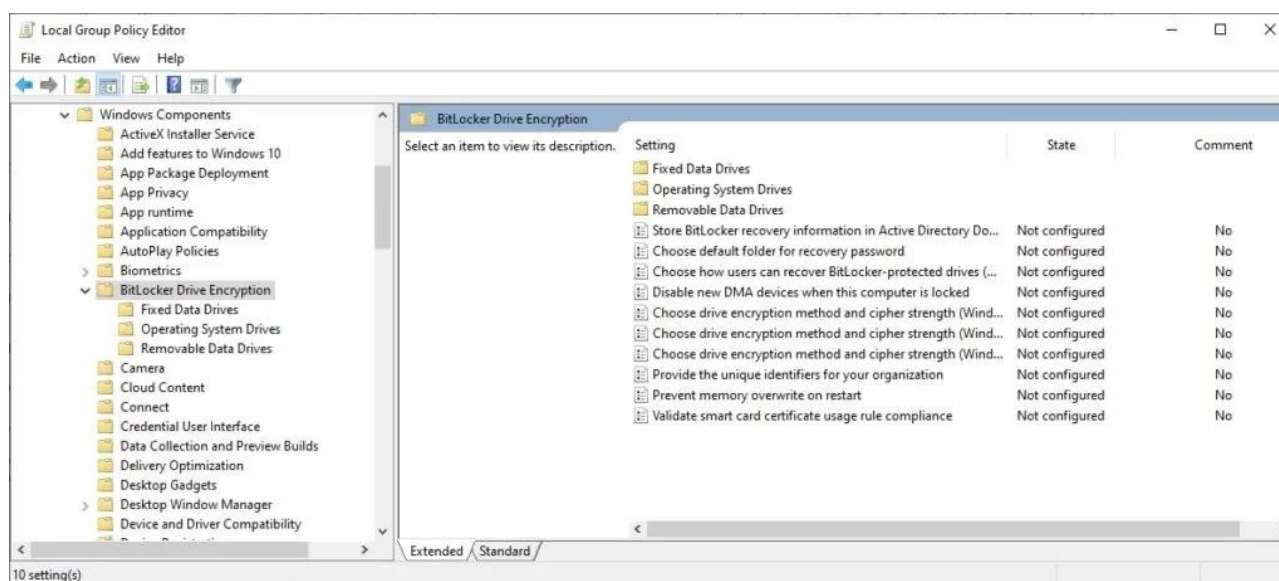 Local Group Policy Editor
File Action View Help
Windows Components
ActiveX Installer Service
Add features to Windows 10
App Package Deployment
App Privacy
App runtime
Application Compatibility
AutoPlay Policies
Biometrics
BitLocker Drive Encryption
Fixed Data Drives
Operating System Drives
Removable Data Drives
Camera
Cloud Content
Connect
Credential User Interface
Data Collection and Preview Builds
Delivery Optimization
Desktop Gadgets
Desktop Window Manager
Device and Driver Compatibility
BitLocker Drive Encryption
Select an item to view its description.
Setting State Comment
Fixed Data Drives
Operating System Drives
Removable Data Drives
Store BitLocker recovery information in Active Directory Do... Not configured No
Choose default folder for recovery password Not configured No
Choose how users can recover BitLocker-protected drives (... Not configured No
Disable new DMA devices when this computer is locked Not configured No
Choose drive encryption method and cipher strength (Wind... Not configured No
Choose drive encryption method and cipher strength (Wind... Not configured No
Choose drive encryption method and cipher strength (Wind... Not configured No
Provide the unique identifiers for your organization Not configured No
Prevent memory overwrite on restart Not configured No
Validate smart card certificate usage rule compliance Not configured No
Extended Standard
10 setting(s)